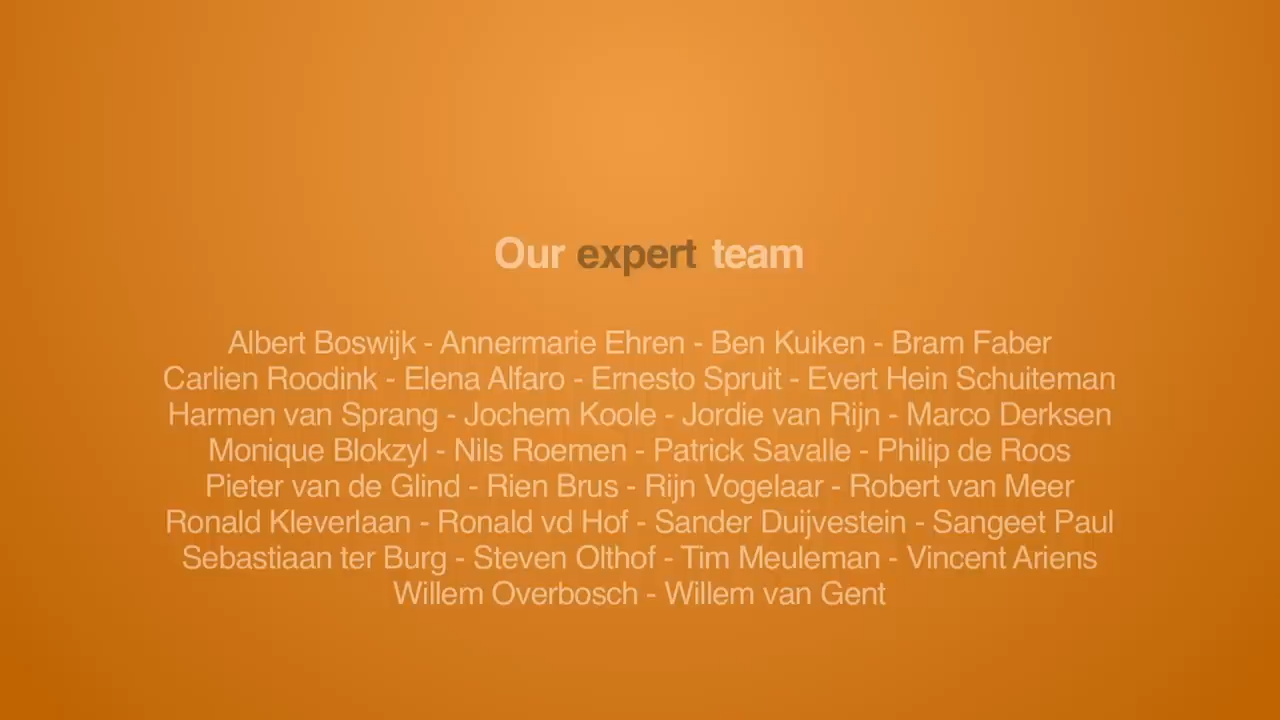 Our expert team
Albert Boswijk - Annermarie Ehren - Ben Kuiken - Bram Faber
Carlien Roodink - Elena Alfaro - Ernesto Spruit - Evert Hein Schuiteman
Harmen van Sprang - Jochem Koole - Jordie van Rijn - Marco Derksen
Monique Blokzyl - Nils Roemen - Patrick Savalle - Philip de Roos
Pieter van de Glind - Rien Brus - Rijn Vogelaar - Robert van Meer
Ronald Kleverlaan - Ronald vd Hof - Sander Duijvestein - Sangeet Paul
Sebastiaan ter Burg - Steven Olthof - Tim Meuleman - Vincent Ariens
Willem Overbosch - Willem van Gent